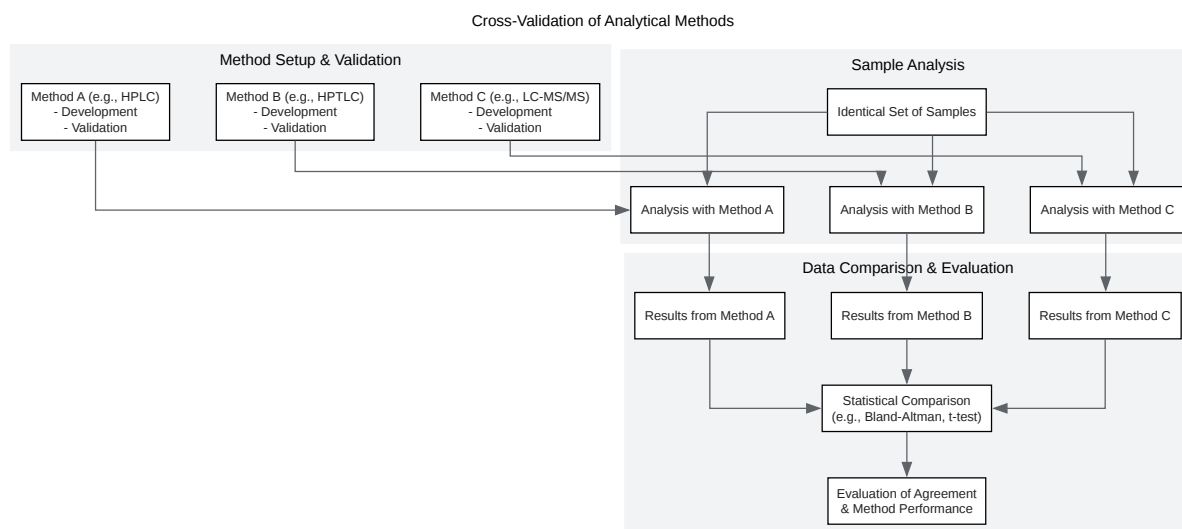 Cross-Validation of Analytical Methods
Method Setup & Validation
Method A (e.g., HPLC)
- Development
- Validation
Method B (e.g., HPTLC)
- Development
- Validation
Method C (e.g., LC-MS/MS)
- Development
- Validation
Sample Analysis
Identical Set of Samples
Analysis with Method A
Analysis with Method B
Analysis with Method C
Data Comparison & Evaluation
Results from Method A
Results from Method B
Results from Method C
Statistical Comparison
(e.g., Bland-Altman, t-test)
Evaluation of Agreement
& Method Performance